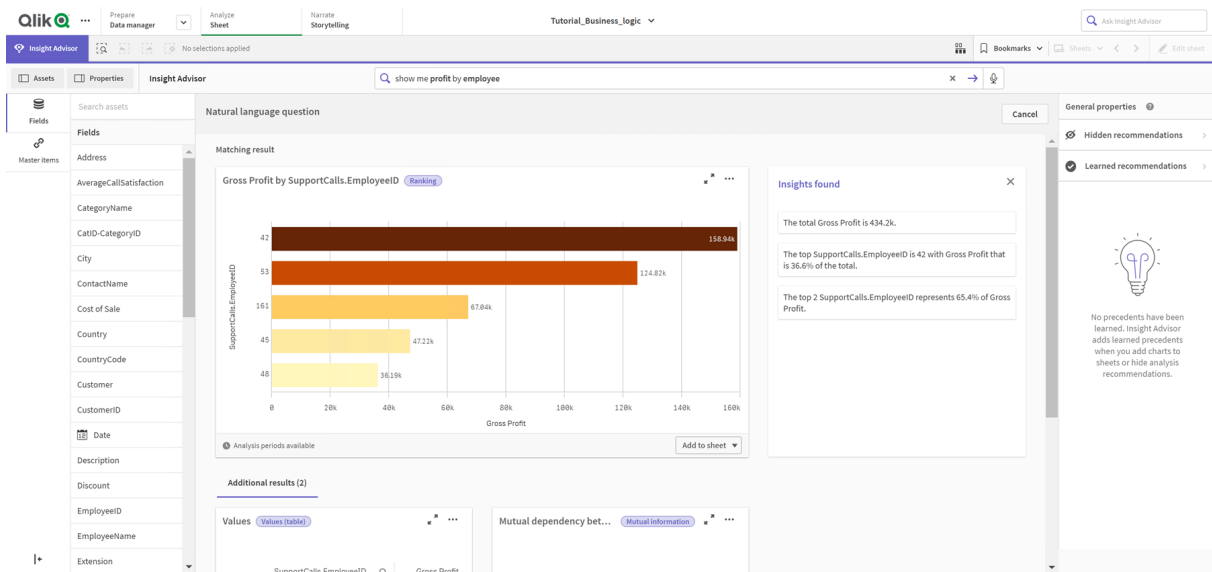 Qlik
Prepare
Data manager
Analyze
Sheet
Narrate
Storytelling
Tutorial_Business_logic
Ask Insight Advisor
Insight Advisor
No selections applied
Bookmarks
Sheets
Edit sheet
Assets
Properties
Insight Advisor
show me profit by employee
Fields
Master items
Search assets
Fields
Address
AverageCallSatisfaction
CategoryName
CatID-CategoryID
City
ContactName
Cost of Sale
Country
CountryCode
Customer
CustomerID
Date
Description
Discount
EmployeeID
EmployeeName
Extension
Natural language question
Cancel
Matching result
Gross Profit by SupportCalls.EmployeeID
Ranking
SupportCalls.EmployeeID
42
158.94k
53
124.82k
161
67.04k
45
47.22k
48
36.19k
0 20k 40k 60k 80k 100k 120k 140k 160k
Gross Profit
Analysis periods available
Add to sheet
Insights found
The total Gross Profit is 434.2k.
The top SupportCalls.EmployeeID is 42 with Gross Profit that
is 36.6% of the total.
The top 2 SupportCalls.EmployeeID represents 65.4% of Gross
Profit.
Additional results (2)
Values
Values (table)
SupportCalls.EmployeeID
Gross Profit
Mutual dependency bet...
Mutual information
General properties
Hidden recommendations
Learned recommendations
No precedents have been
learned. Insight Advisor
adds learned precedents
when you add charts to
sheets or hide analysis
recommendations.